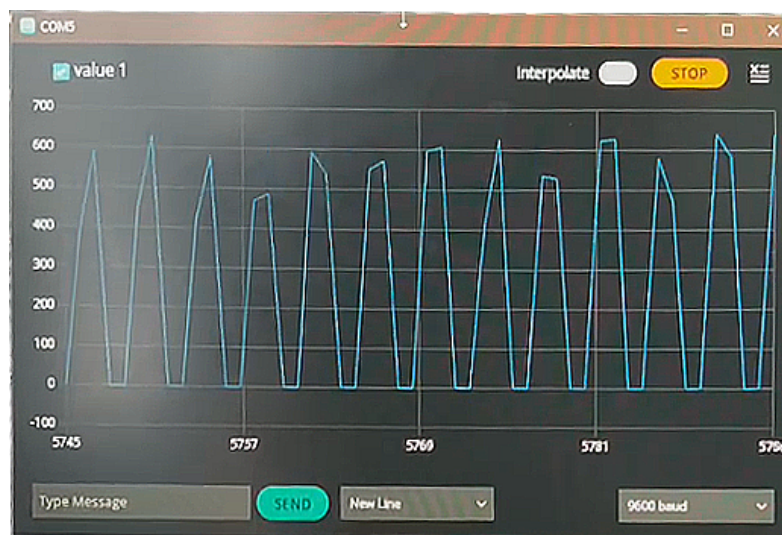 COM5
value 1
Interpolate
STOP
700
600
500
400
300
200
100
0
-100
5745 5757 5769 5781
Type Message
SEND
New Line
9600 baud